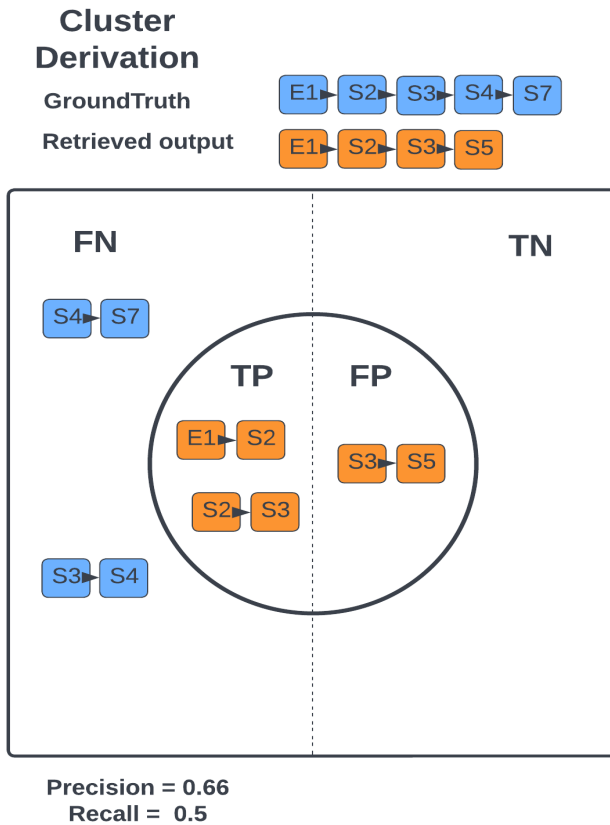 Cluster
Derivation
GroundTruth E1 S2 S3 S4 S7
Retrieved output E1 S2 S3 S5
FN TN
S4 S7
TP FP
E1 S2
S3 S5
S2 S3
S3 S4
Precision = 0.66
Recall = 0.5